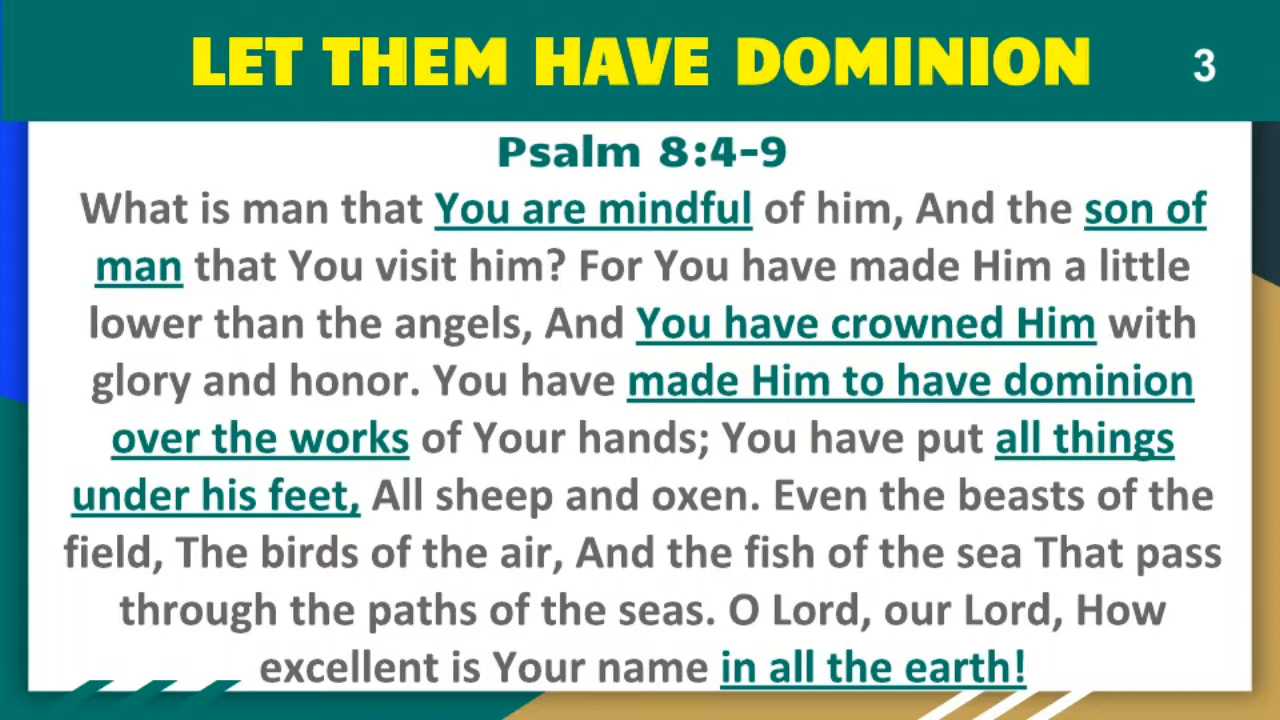 LET THEM HAVE DOMINION
3
Psalm 8:4-9
What is man that You are mindful of him, And the son of
man that You visit him? For You have made Him a little
lower than the angels, And You have crowned Him with
glory and honor. You have made Him to have dominion
over the works of Your hands; You have put all things
under his feet, All sheep and oxen. Even the beasts of the
field, The birds of the air, And the fish of the sea That pass
through the paths of the seas. O Lord, our Lord, How
excellent is Your name in all the earth!